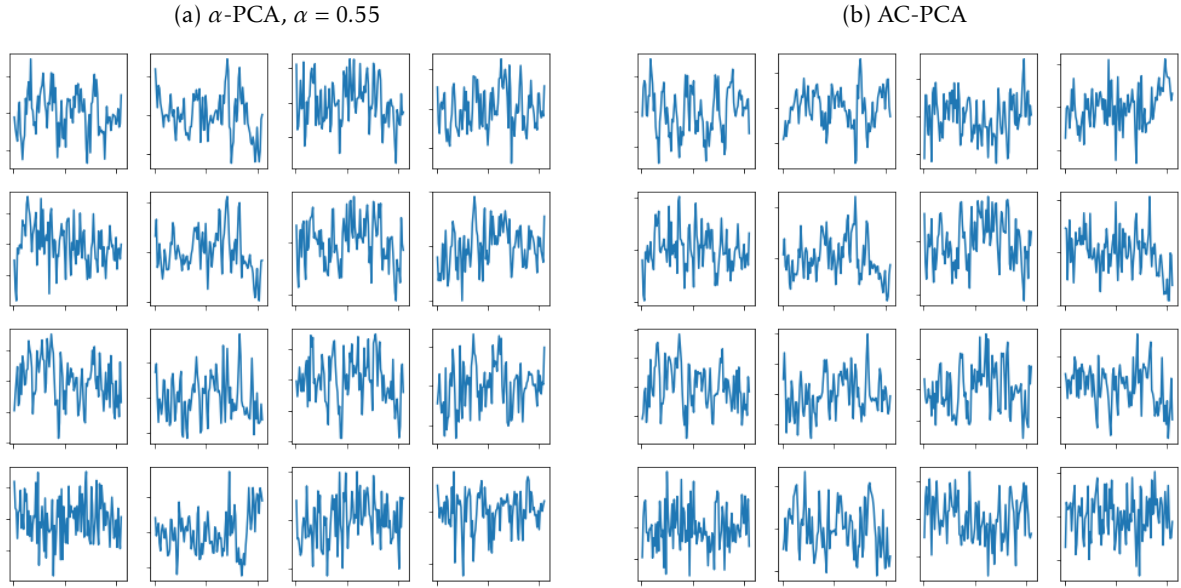 (a) α-PCA, α = 0.55
(b) AC-PCA